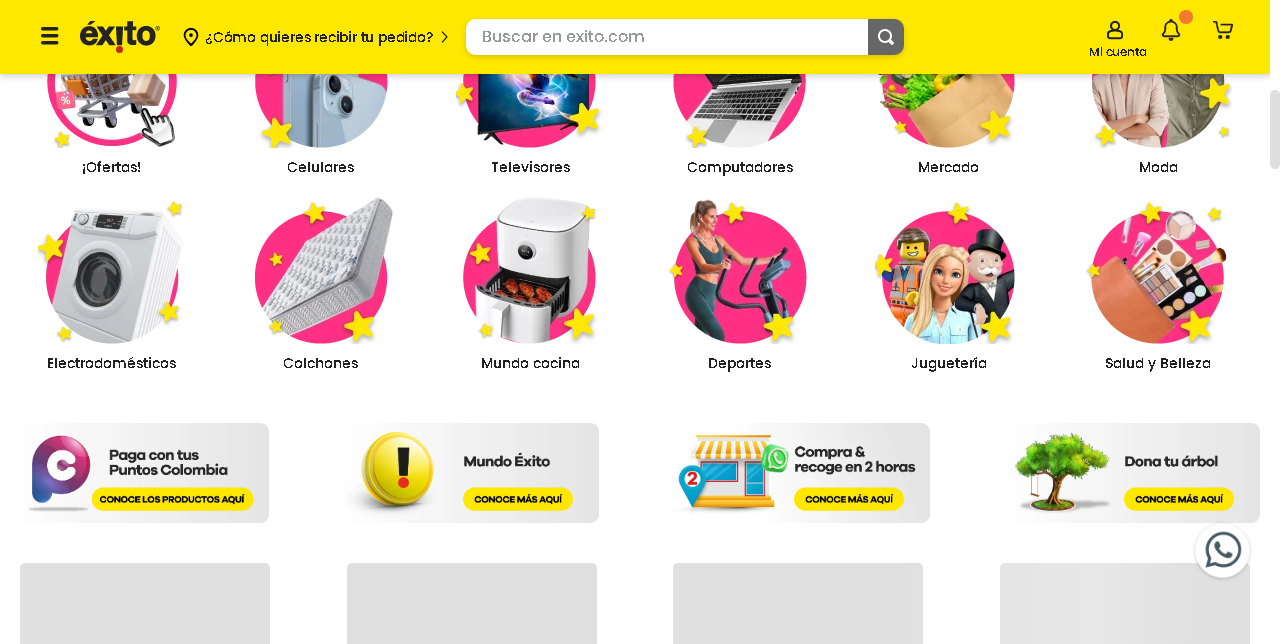 éxito
¿Cómo quieres recibir tu pedido?
Buscar en exito.com
Mi cuenta
%
¡Ofertas!
Celulares
Televisores
Computadores
Mercado
Moda
Electrodomésticos
Colchones
Mundo cocina
Deportes
Juguetería
Salud y Belleza
Paga con tus
Puntos Colombia
CONOCE LOS PRODUCTOS AQUÍ
Mundo Éxito
CONOCE MÁS AQUÍ
2
Compra &
recoge en 2 horas
CONOCE MÁS AQUÍ
Dona tu árbol
CONOCE MÁS AQUÍ